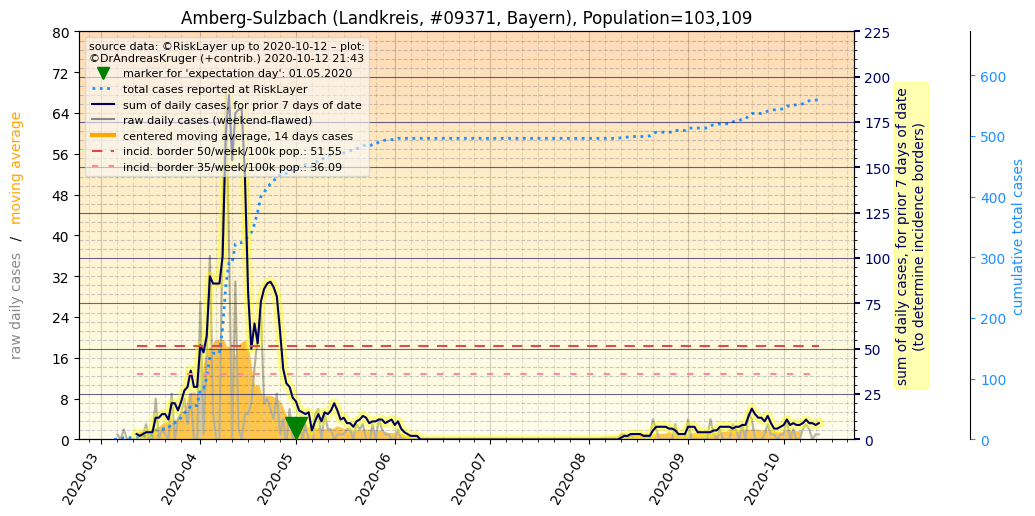 Amberg-Sulzbach (Landkreis, #09371, Bayern), Population=103,109
source data: ©RiskLayer up to 2020-10-12 – plot:
©DrAndreasKruger (+contrib.) 2020-10-12 21:43
marker for 'expectation day': 01.05.2020
total cases reported at RiskLayer
sum of daily cases, for prior 7 days of date
raw daily cases (weekend-flawed)
centered moving average, 14 days cases
incid. border 50/week/100k pop.: 51.55
incid. border 35/week/100k pop.: 36.09
raw daily cases / moving average
80
72
64
56
48
40
32
24
16
8
0
2020-03
2020-04
2020-05
2020-06
2020-07
2020-08
2020-09
2020-10
225
200
175
150
125
100
75
50
25
0
sum of daily cases, for prior 7 days of date
(to determine incidence borders)
600
500
400
300
200
100
0
cumulative total cases